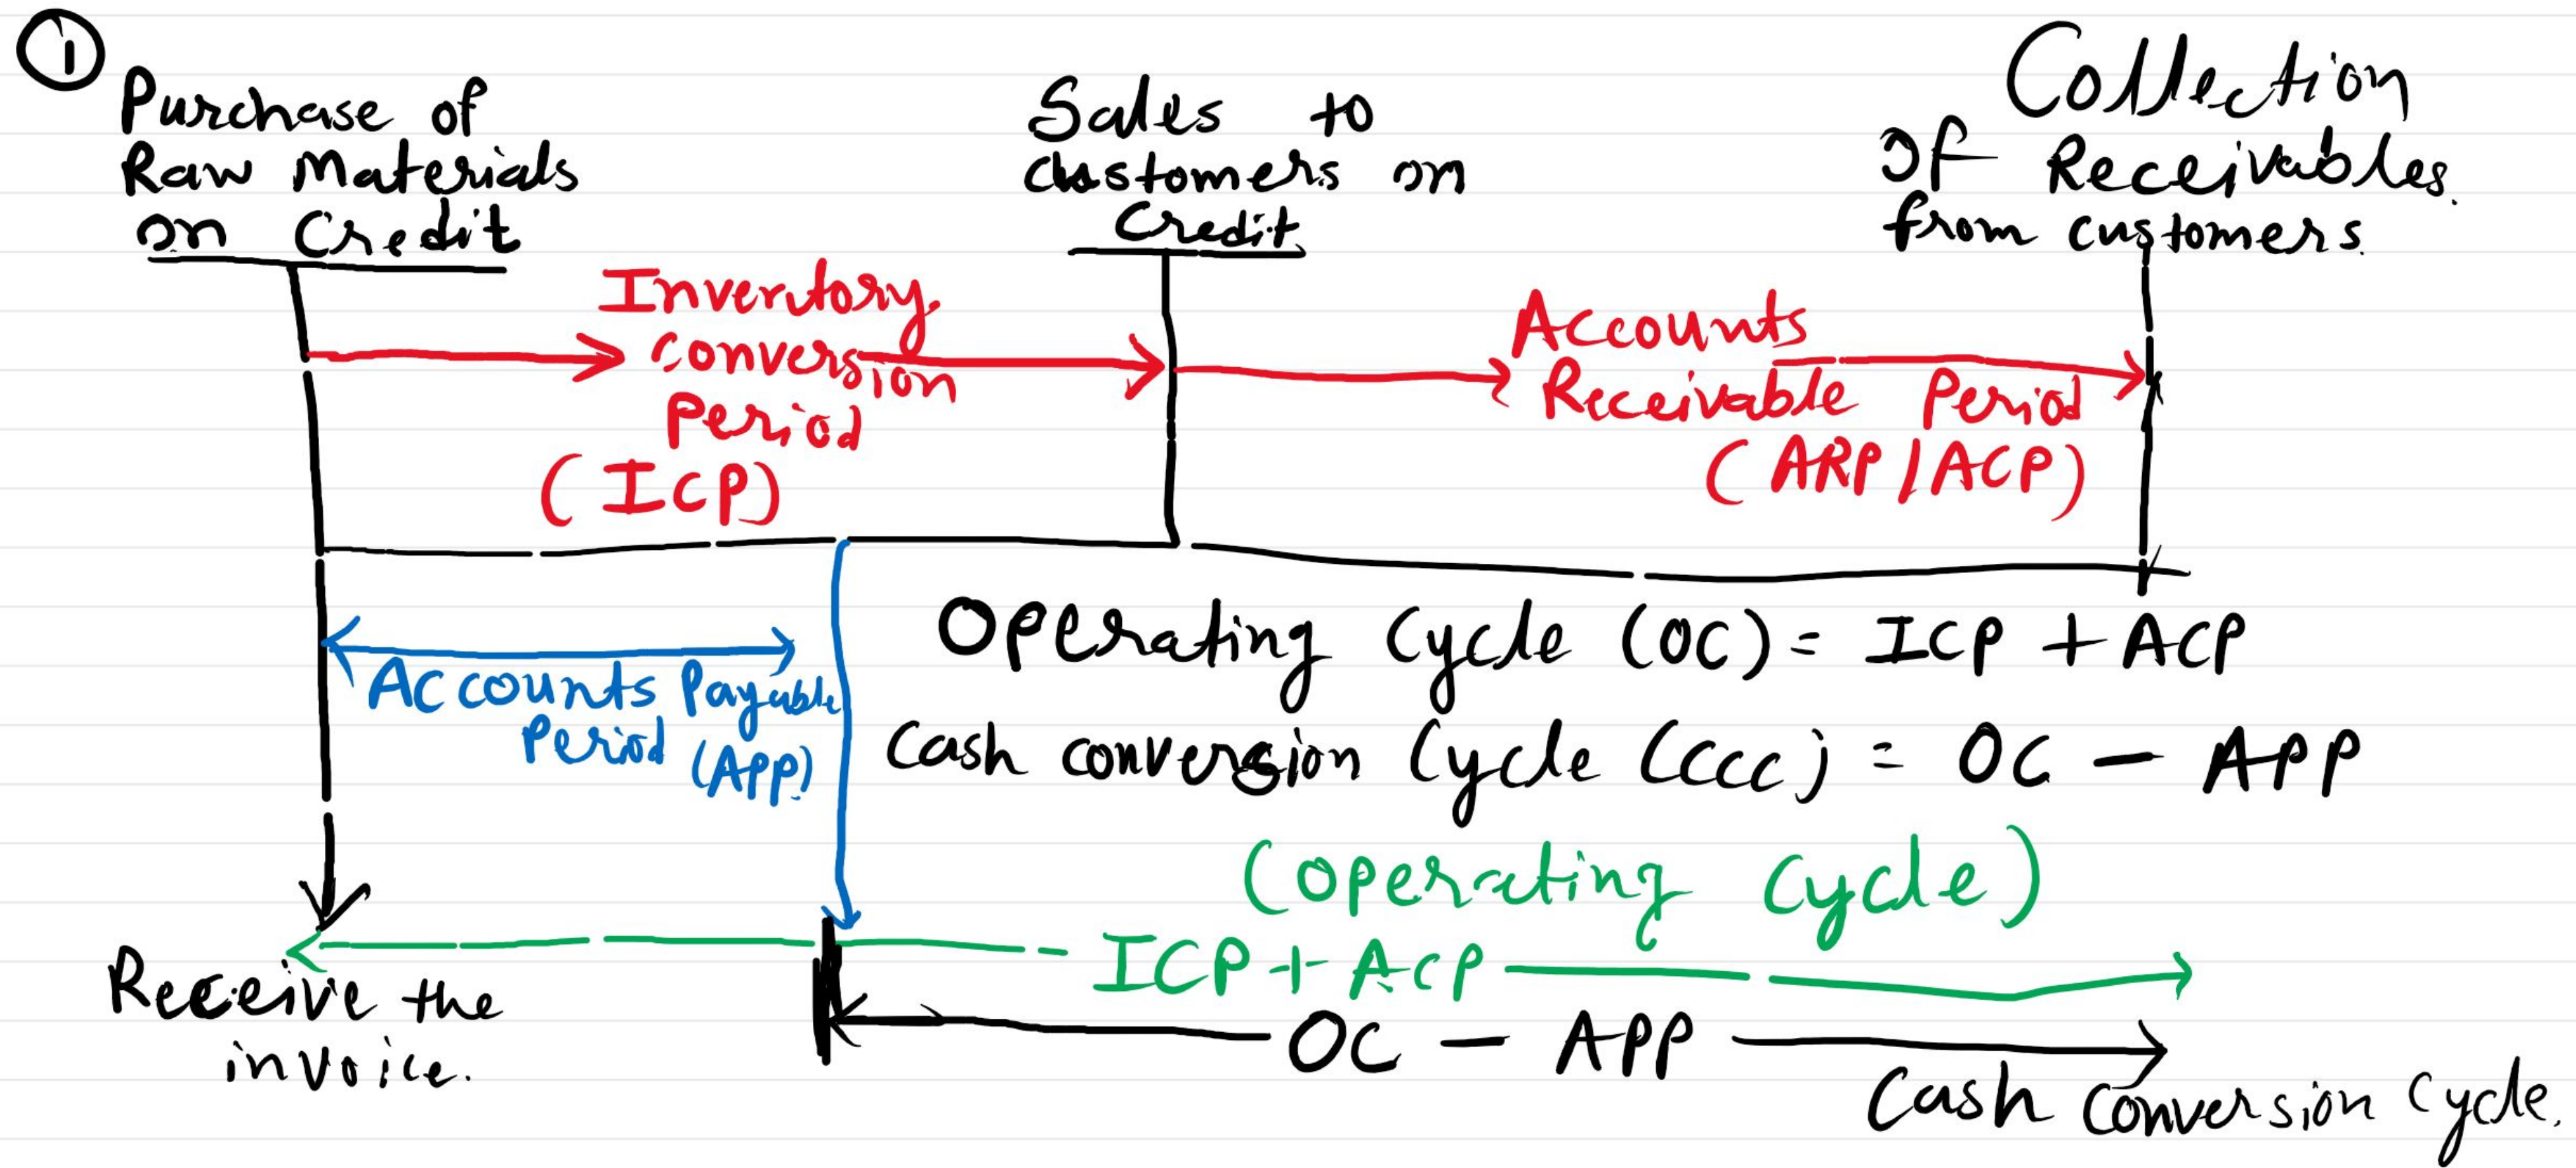 1
Purchase of
Raw Materials
on Credit
Sales to
Customers on
Credit
Collection
Of Receivables.
from customers.
Inventory
conversion
Period
(ICP)
Accounts
Receivable Period
(ARP/ACP)
Accounts Payable
Period (APP)
Operating Cycle (OC) = ICP + ACP
Cash conversion Cycle (CCC) = OC - APP
(Operating Cycle)
ICP + ACP
Receive the
invoice.
OC - APP
Cash Conversion Cycle.